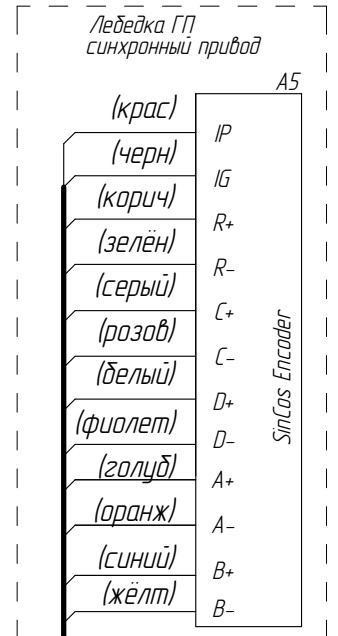 Лебедка ГП
синхронный привод
А5
(крас)
IP
(черн)
IG
(корич)
R+
(зелён)
R-
(серый)
C+
(розов)
C-
(белый)
D+
(фиолет)
D-
(голуб)
A+
(оранж)
A-
(синий)
B+
(жёлт)
B-
SinCos Encoder